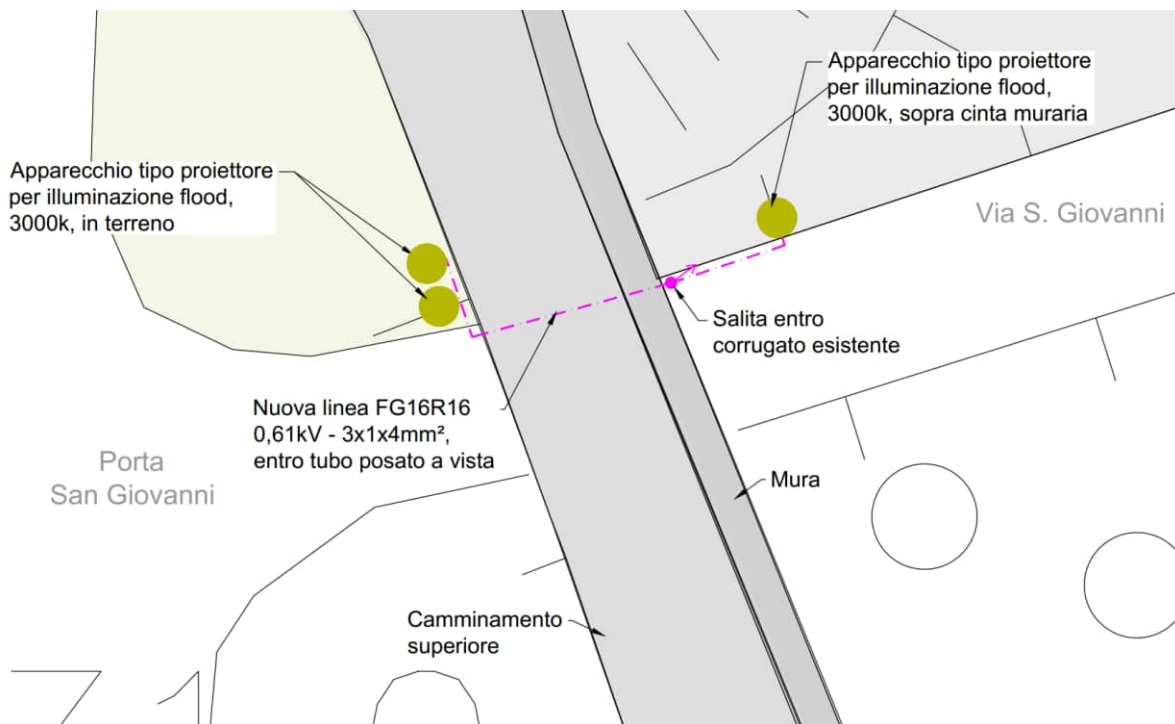 Apparecchio tipo proiettore
per illuminazione flood,
3000k, sopra cinta muraria
Apparecchio tipo proiettore
per illuminazione flood,
3000k, in terreno
Via S. Giovanni
Salita entro
corrugato esistente
Nuova linea FG16R16
0,61kV - 3x1x4mm²,
entro tubo posato a vista
Porta
San Giovanni
Mura
Camminamento
superiore